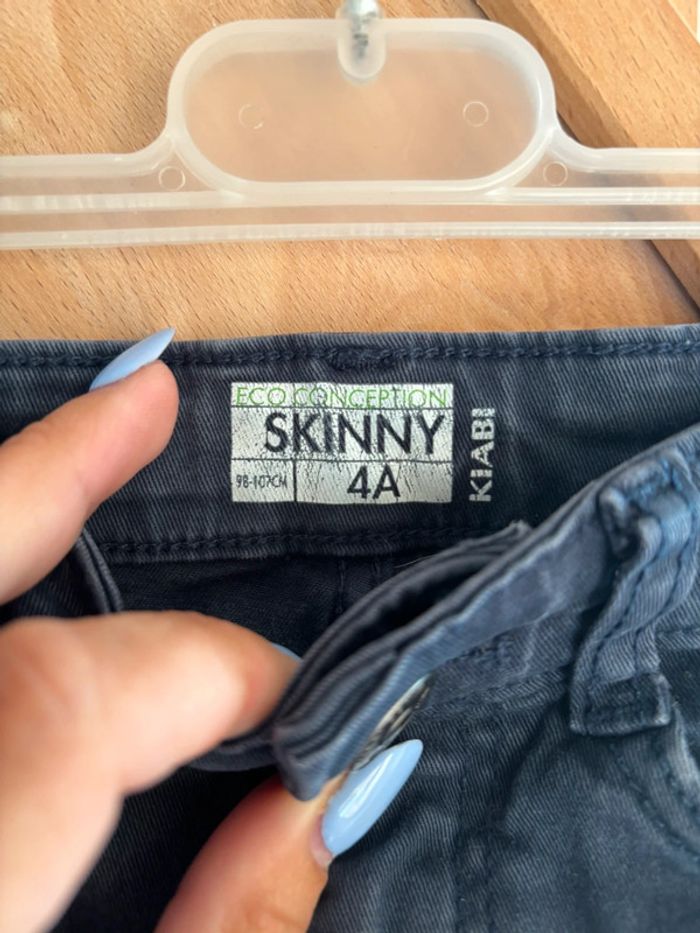 ECO CONCEPTION
SKINNY
98-107CM
4A
KIABI